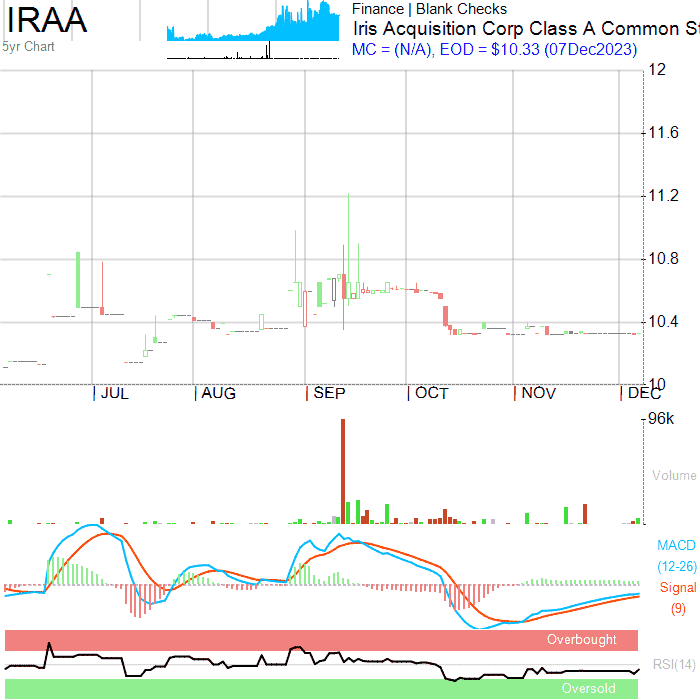 IRAA
5yr Chart
Finance | Blank Checks
Iris Acquisition Corp Class A Common St
MC = (N/A), EOD = $10.33 (07Dec2023)
12
11.6
11.2
10.8
10.4
10
JUL AUG SEP OCT NOV DEC
96k
Volume
MACD
(12-26)
Signal
(9)
Overbought
RSI(14)
Oversold